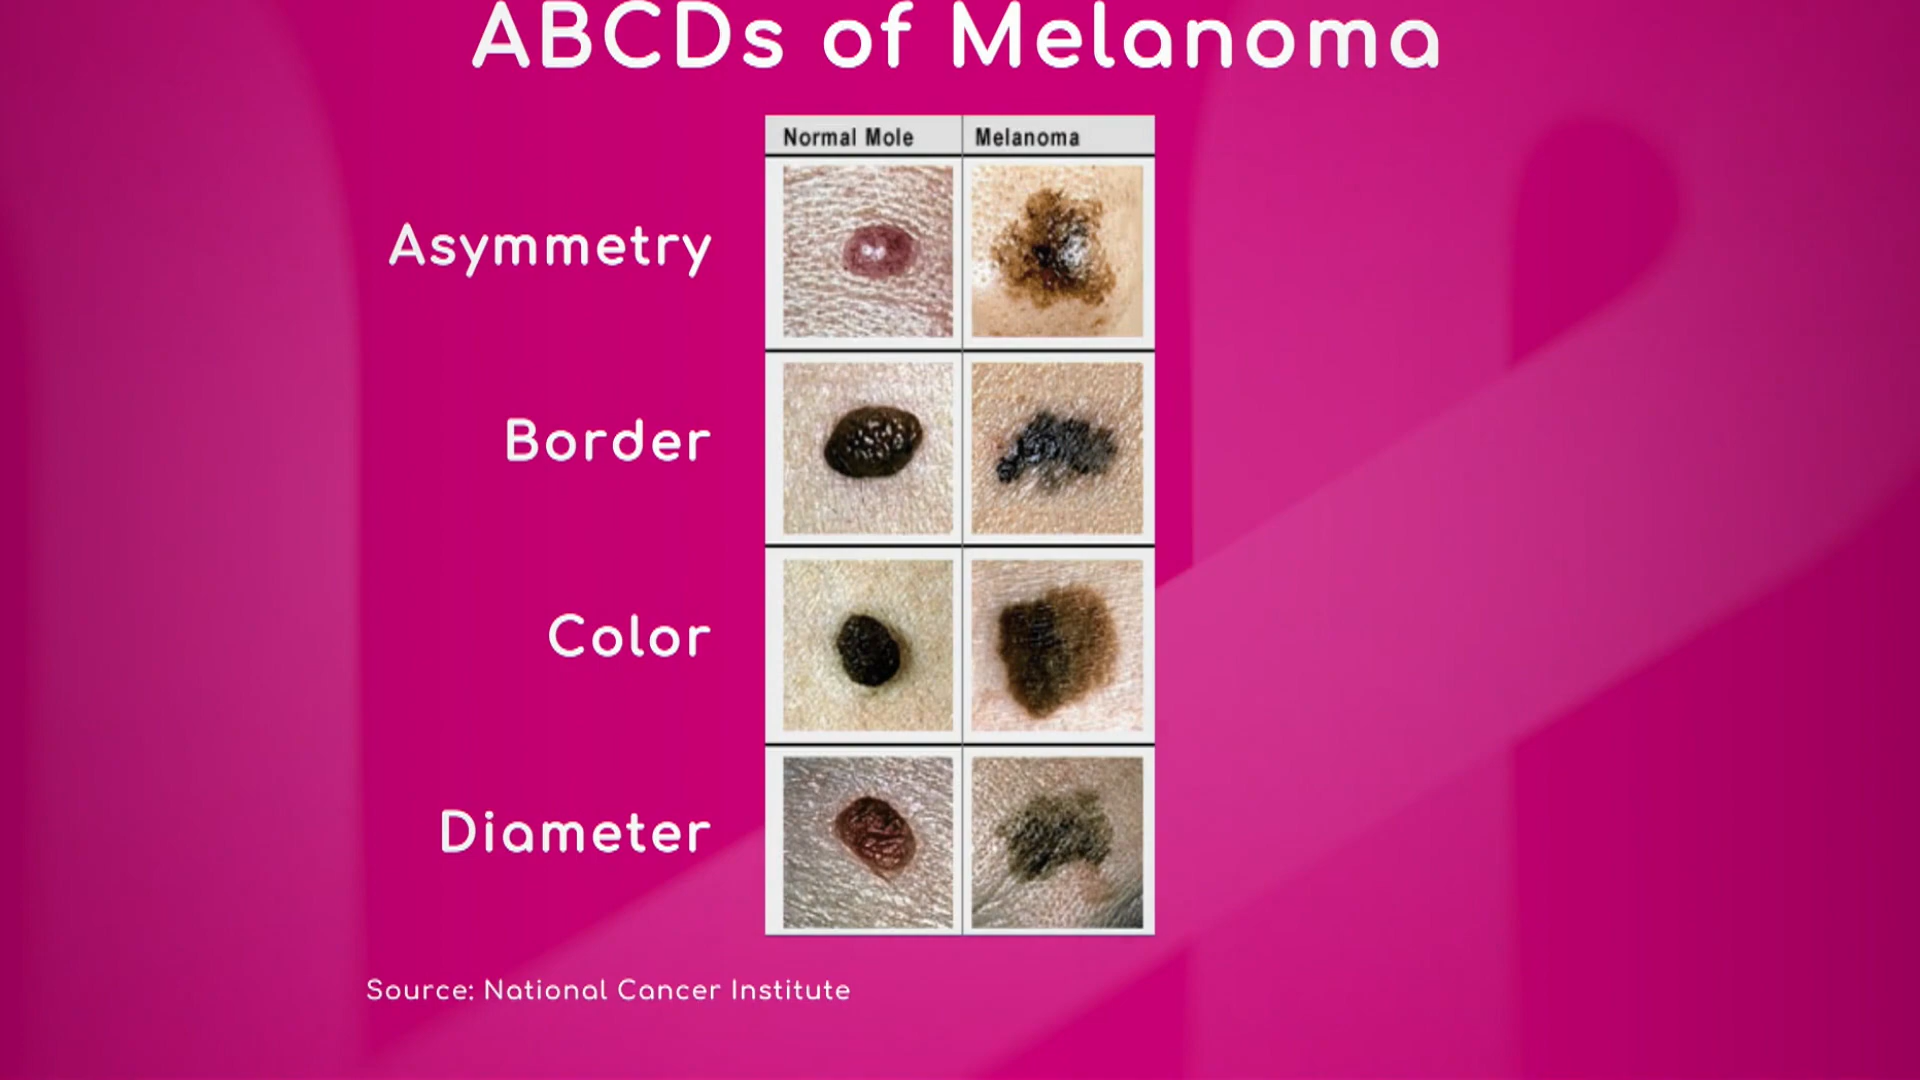 ABCDs of Melanoma
Normal Mole Melanoma
Asymmetry
Border
Color
Diameter
Source: National Cancer Institute